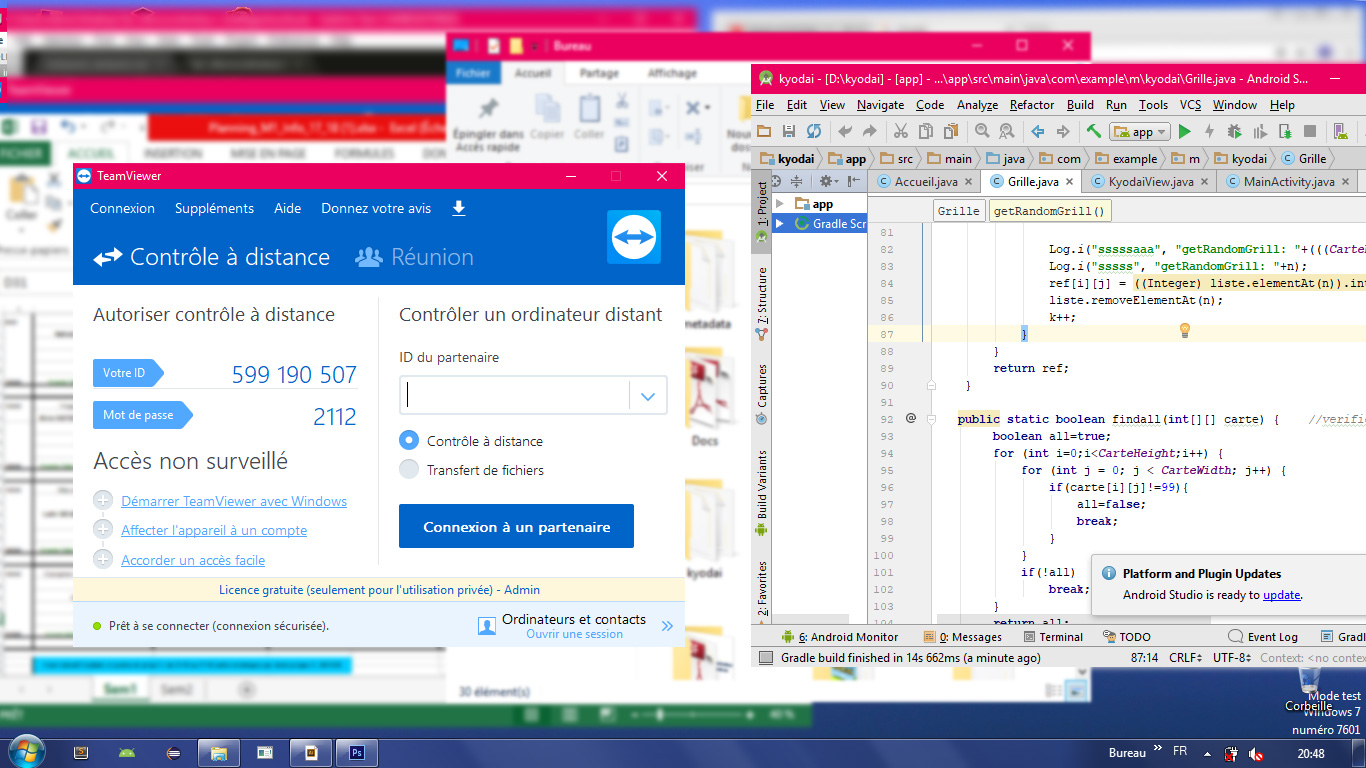 Bureau
Fichier Accueil Partage Affichage
Épingler dans
Accès rapide
Copier Coller
TeamViewer
Planning_M1_Info_17_18 (1).xlsx - Excel
FICHIER ACCUEIL INSERTION MISE EN PAGE FORMULES
Coller
TeamViewer
Connexion Suppléments Aide Donnez votre avis
Contrôle à distance Réunion
Autoriser contrôle à distance
Votre ID 599 190 507
Mot de passe 2112
Accès non surveillé
Démarrer TeamViewer avec Windows
Affecter l'appareil à un compte
Accorder un accès facile
Contrôler un ordinateur distant
ID du partenaire
Contrôle à distance
Transfert de fichiers
Connexion à un partenaire
Licence gratuite (seulement pour l'utilisation privée) - Admin
Prêt à se connecter (connexion sécurisée).
Ordinateurs et contacts
Ouvrir une session
metadata
Docs
kyodai
30 élément(s)
Sem1 Sem2
kyodai - [D:\kyodai] - [app] - ...\app\src\main\java\com\example\m\kyodai\Grille.java - Android S...
File Edit View Navigate Code Analyze Refactor Build Run Tools VCS Window Help
app
kyodai app src main java com example m kyodai Grille
Accueil.java Grille.java KyodaiView.java MainActivity.java
1: Project
7: Structure
Captures
Build Variants
2: Favorites
app
Gradle Scr
Grille getRandomGrill()
81
82 Log.i("sssssaaa", "getRandomGrill: "+(((Carte
83 Log.i("sssss", "getRandomGrill: "+n);
84 ref[i][j] = ((Integer) liste.elementAt(n)).in
85 liste.removeElementAt(n);
86 k++;
87 }
88 }
89 return ref;
90 }
91
92 @ public static boolean findall(int[][] carte) { //verifie
93 boolean all=true;
94 for (int i=0;i<CarteHeight;i++) {
95 for (int j = 0; j < CarteWidth; j++) {
96 if(carte[i][j]!=99){
97 all=false;
98 break;
99 }
100 }
101 if(!all)
102 break;
103 }
104 return all;
Platform and Plugin Updates
Android Studio is ready to update.
6: Android Monitor 0: Messages Terminal TODO Event Log Gradl
Gradle build finished in 14s 662ms (a minute ago) 87:14 CRLF UTF-8 Context: <no contex
Corbeille
Mode test
Windows 7
numéro 7601
Bureau FR 20:48